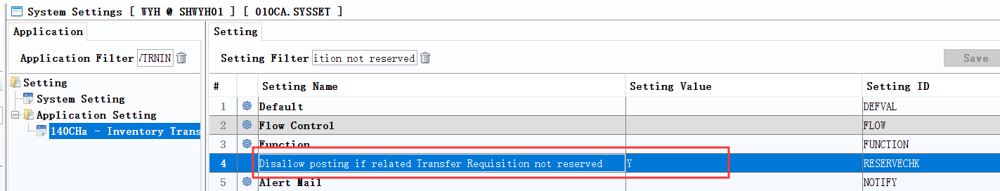 System Settings [ WYH @ SHWYH01 ] [ 010CA.SYSSET ]
Application
Application Filter /TRNIN
Setting
System Setting
Application Setting
140CHa - Inventory Trans
Setting
Setting Filter ition not reserved
Save
# Setting Name Setting Value Setting ID
1 Default DEFVAL
2 Flow Control FLOW
3 Function FUNCTION
4 Disallow posting if related Transfer Requisition not reserved Y RESERVECHK
5 Alert Mail NOTIFY